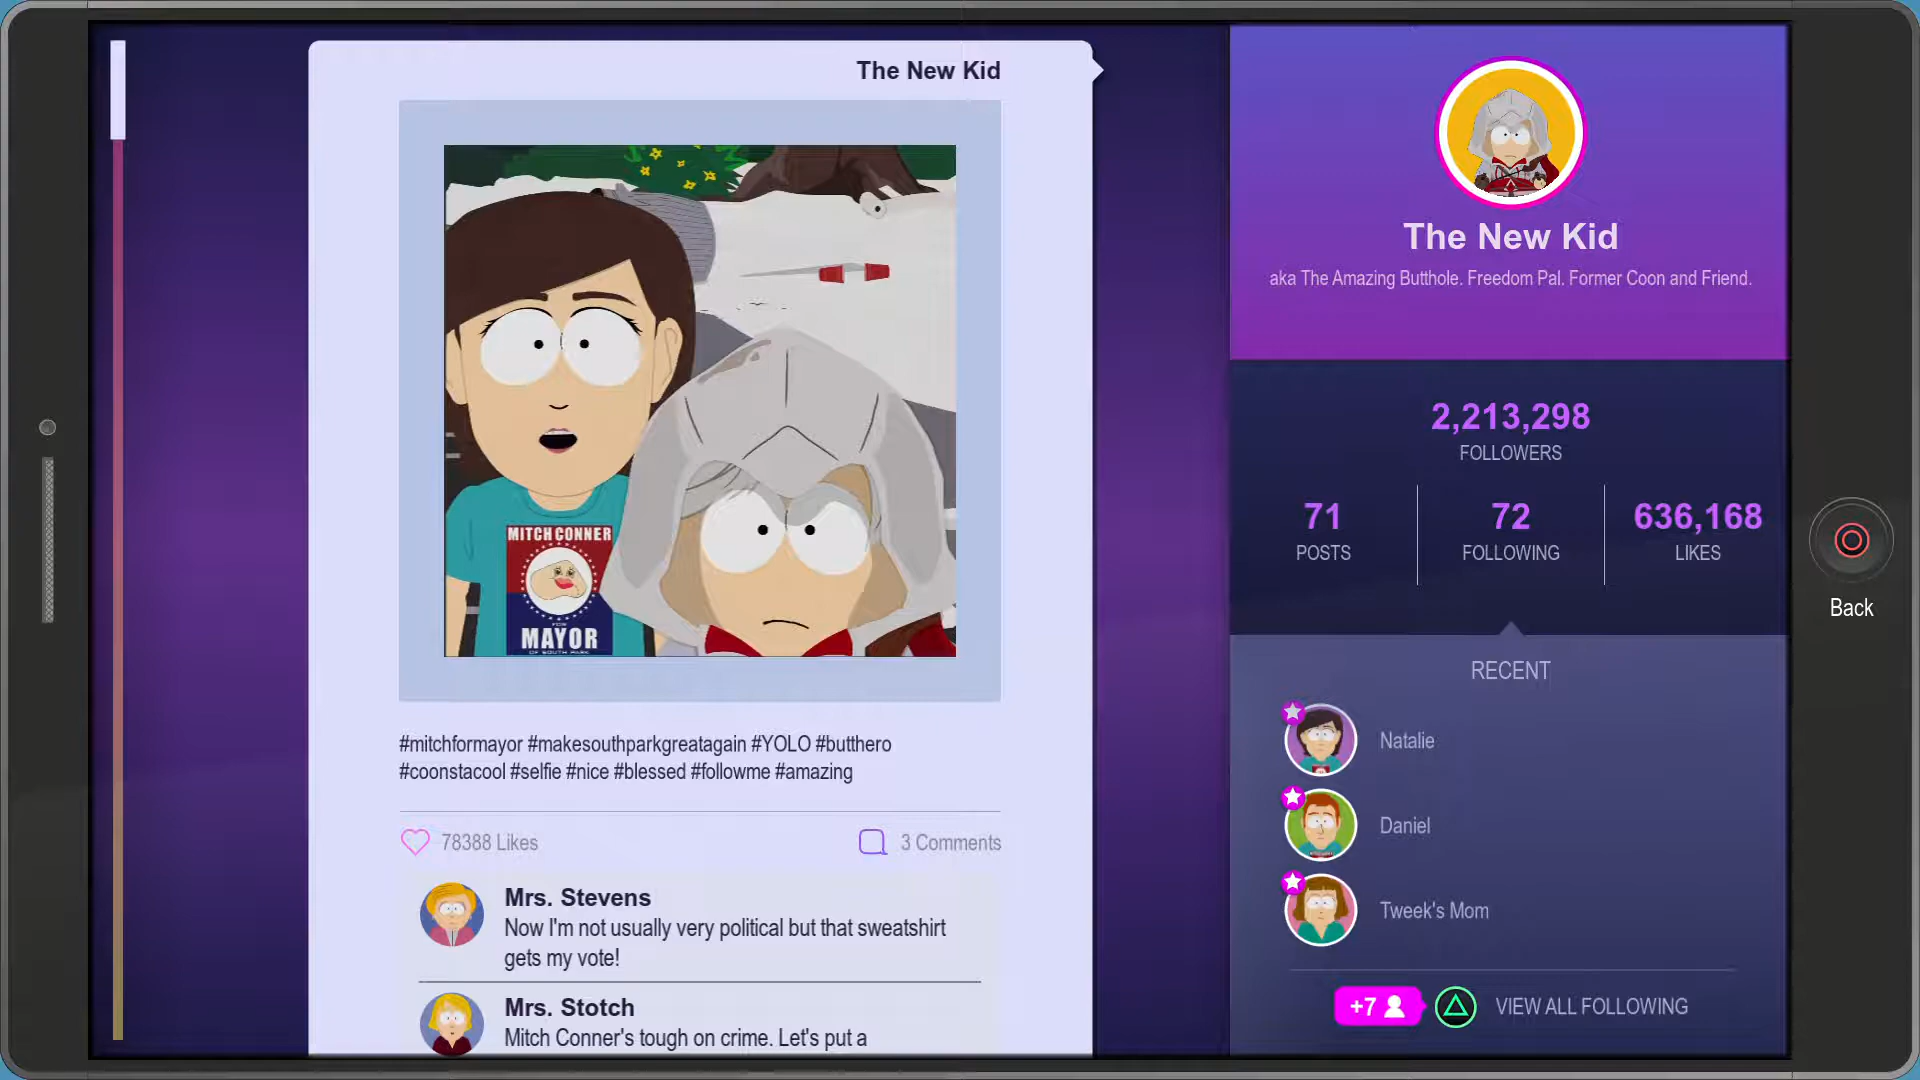 The New Kid
MITCH CONNER
FOR
MAYOR
OF SOUTH PARK
#mitchformayor #makesouthparkgreatagain #YOLO #butthero
#coonstacool #selfie #nice #blessed #followme #amazing
78388 Likes
3 Comments
Mrs. Stevens
Now I'm not usually very political but that sweatshirt
gets my vote!
Mrs. Stotch
Mitch Conner's tough on crime. Let's put a
The New Kid
aka The Amazing Butthole. Freedom Pal. Former Coon and Friend.
2,213,298
FOLLOWERS
71
POSTS
72
FOLLOWING
636,168
LIKES
RECENT
Natalie
Daniel
Tweek's Mom
+7
VIEW ALL FOLLOWING
Back